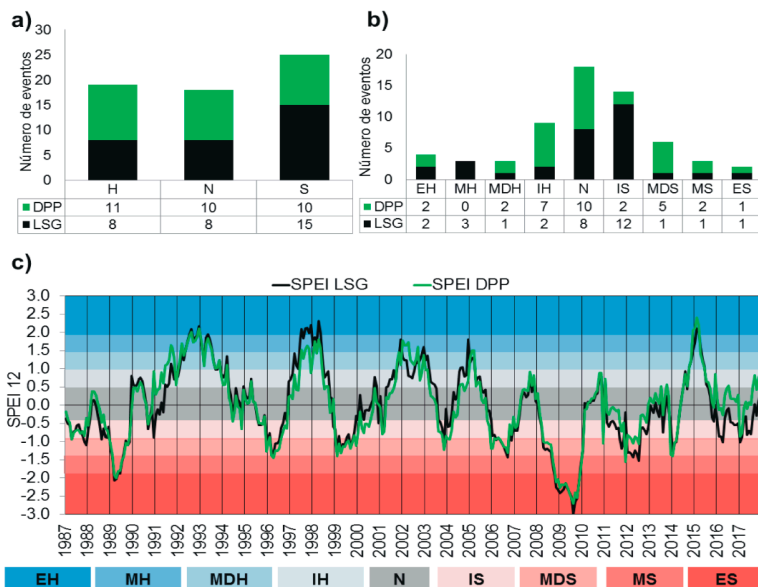 a)
Número de eventos
30
25
20
15
10
5
0
H N S
DPP 11 10 10
LSG 8 8 15
b)
Número de eventos
20
15
10
5
0
EH MH MDH IH N IS MDS MS ES
DPP 2 0 2 7 10 2 5 2 1
LSG 2 3 1 2 8 12 1 1 1
c)
SPEI LSG SPEI DPP
SPEI 12
3.0
2.5
2.0
1.5
1.0
0.5
0.0
-0.5
-1.0
-1.5
-2.0
-2.5
-3.0
1987 1988 1989 1990 1991 1992 1993 1994 1995 1996 1997 1998 1999 2000 2001 2002 2003 2004 2005 2006 2007 2008 2009 2010 2011 2012 2013 2014 2015 2016 2017
EH MH MDH IH N IS MDS MS ES